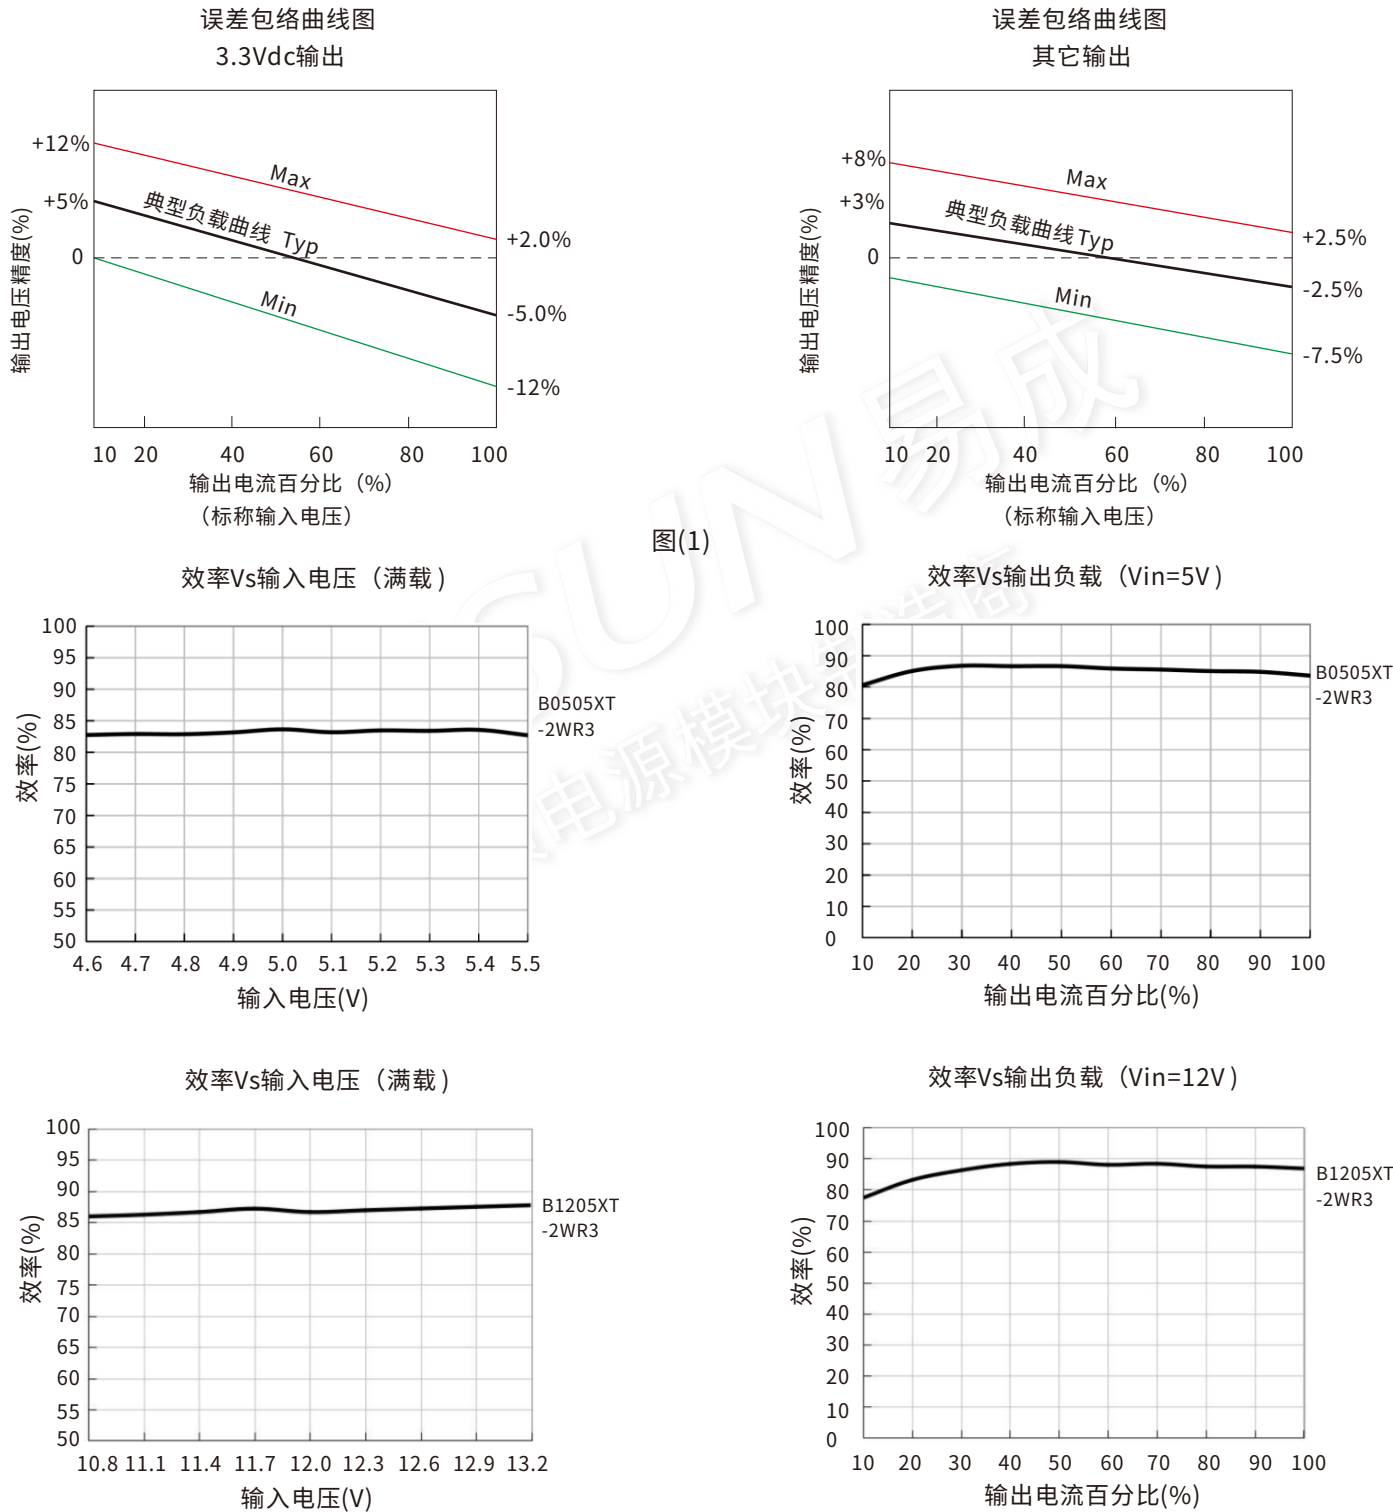 误差包络曲线图
3.3Vdc输出
+12%
+5%
0
输出电压精度(%)
Max
典型负载曲线 Typ
Min
+2.0%
-5.0%
-12%
10 20 40 60 80 100
输出电流百分比（%）
（标称输入电压）
误差包络曲线图
其它输出
+8%
+3%
0
输出电压精度(%)
Max
典型负载曲线Typ
Min
+2.5%
-2.5%
-7.5%
10 20 40 60 80 100
输出电流百分比（%）
（标称输入电压）
图(1)
效率Vs输入电压（满载）
100
95
90
85
80
75
70
65
60
55
50
效率(%)
B0505XT
-2WR3
4.6 4.7 4.8 4.9 5.0 5.1 5.2 5.3 5.4 5.5
输入电压(V)
效率Vs输出负载（Vin=5V）
100
90
80
70
60
50
40
30
20
10
0
效率(%)
B0505XT
-2WR3
10 20 30 40 50 60 70 80 90 100
输出电流百分比(%)
效率Vs输入电压（满载）
100
95
90
85
80
75
70
65
60
55
50
效率(%)
B1205XT
-2WR3
10.8 11.1 11.4 11.7 12.0 12.3 12.6 12.9 13.2
输入电压(V)
效率Vs输出负载（Vin=12V）
100
90
80
70
60
50
40
30
20
10
0
效率(%)
B1205XT
-2WR3
10 20 30 40 50 60 70 80 90 100
输出电流百分比(%)
SUN易成
电源模块制造商